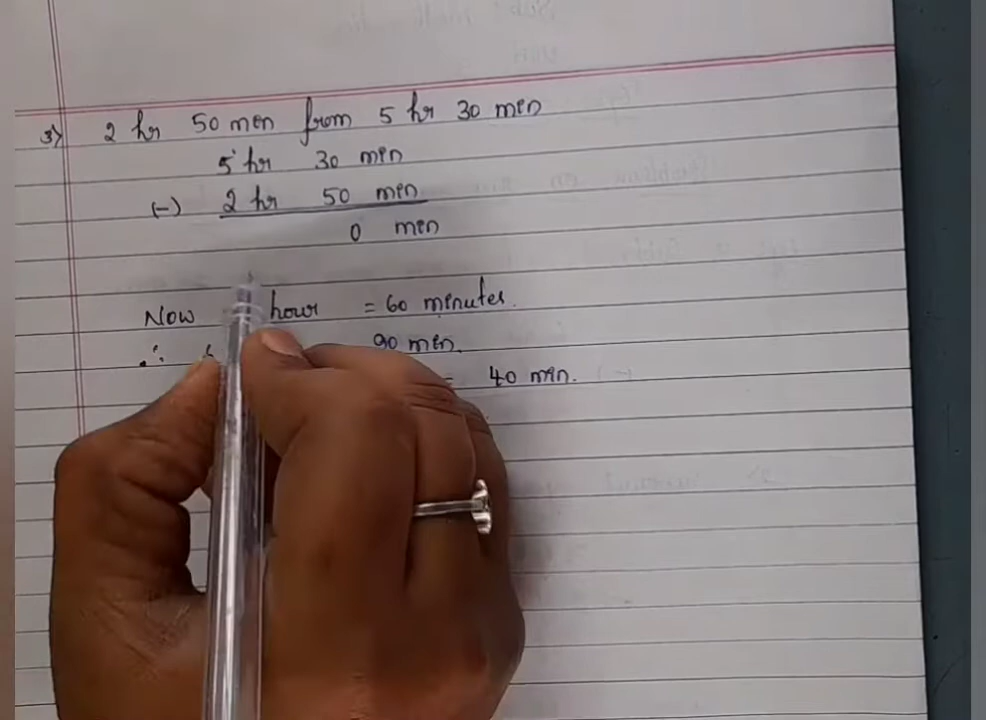 3) 2 hr 50 min from 5 hr 30 min
5 hr 30 min
(-) 2 hr 50 min
0 min
Now hour = 60 minutes.
∴ 90 min.
= 40 min.